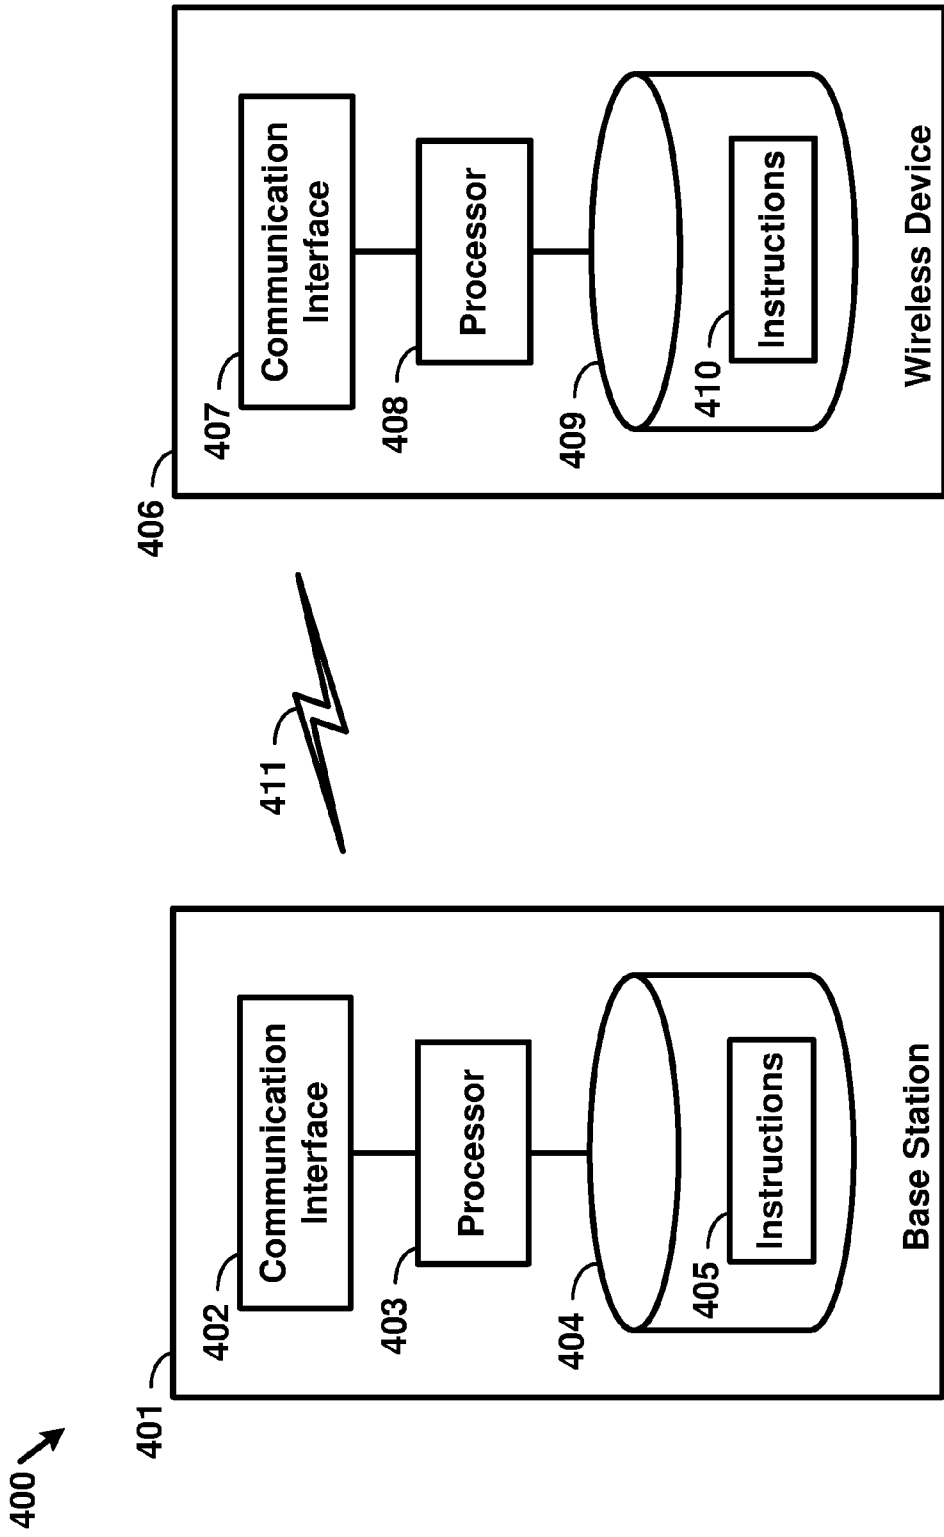 400
401
402
Communication
Interface
403
Processor
404
405
Instructions
Base Station
411
406
407
Communication
Interface
408
Processor
409
410
Instructions
Wireless Device